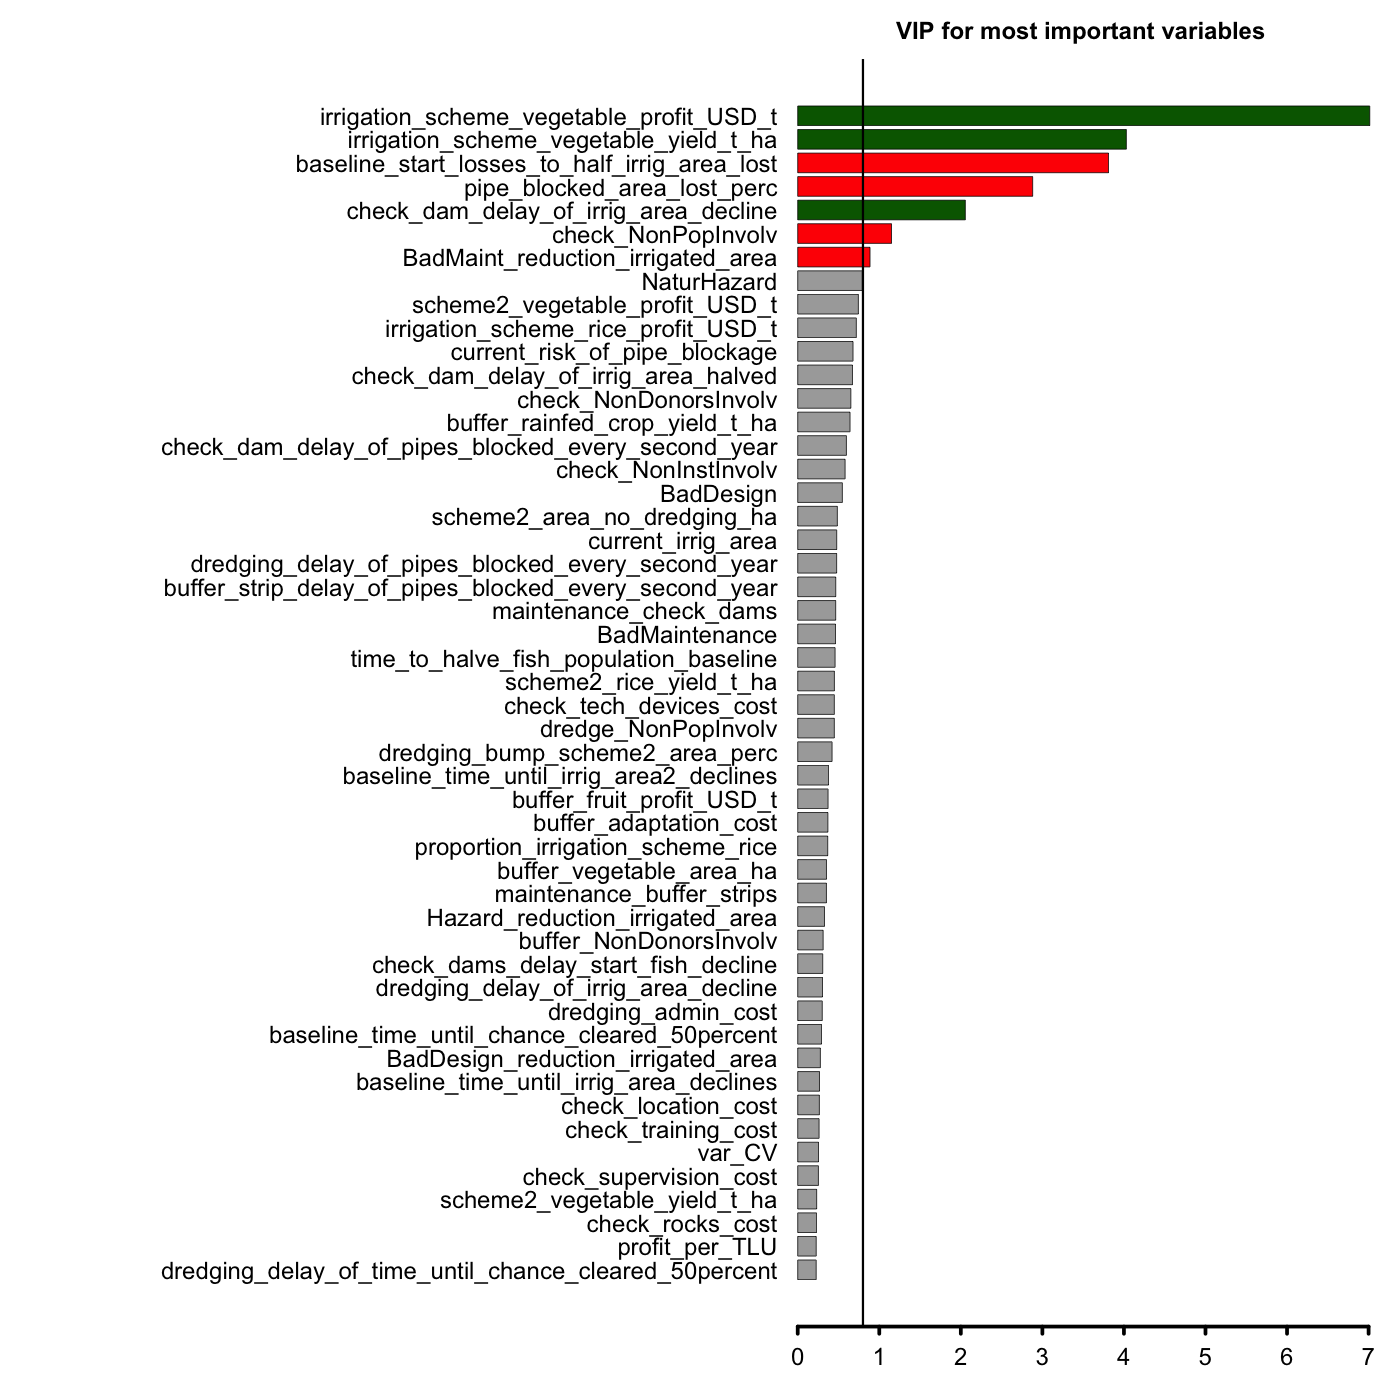 VIP for most important variables
irrigation_scheme_vegetable_profit_USD_t
irrigation_scheme_vegetable_yield_t_ha
baseline_start_losses_to_half_irrig_area_lost
pipe_blocked_area_lost_perc
check_dam_delay_of_irrig_area_decline
check_NonPopInvolv
BadMaint_reduction_irrigated_area
NaturHazard
scheme2_vegetable_profit_USD_t
irrigation_scheme_rice_profit_USD_t
current_risk_of_pipe_blockage
check_dam_delay_of_irrig_area_halved
check_NonDonorsInvolv
buffer_rainfed_crop_yield_t_ha
check_dam_delay_of_pipes_blocked_every_second_year
check_NonInstInvolv
BadDesign
scheme2_area_no_dredging_ha
current_irrig_area
dredging_delay_of_pipes_blocked_every_second_year
buffer_strip_delay_of_pipes_blocked_every_second_year
maintenance_check_dams
BadMaintenance
time_to_halve_fish_population_baseline
scheme2_rice_yield_t_ha
check_tech_devices_cost
dredge_NonPopInvolv
dredging_bump_scheme2_area_perc
baseline_time_until_irrig_area2_declines
buffer_fruit_profit_USD_t
buffer_adaptation_cost
proportion_irrigation_scheme_rice
buffer_vegetable_area_ha
maintenance_buffer_strips
Hazard_reduction_irrigated_area
buffer_NonDonorsInvolv
check_dams_delay_start_fish_decline
dredging_delay_of_irrig_area_decline
dredging_admin_cost
baseline_time_until_chance_cleared_50percent
BadDesign_reduction_irrigated_area
baseline_time_until_irrig_area_declines
check_location_cost
check_training_cost
var_CV
check_supervision_cost
scheme2_vegetable_yield_t_ha
check_rocks_cost
profit_per_TLU
dredging_delay_of_time_until_chance_cleared_50percent
0 1 2 3 4 5 6 7